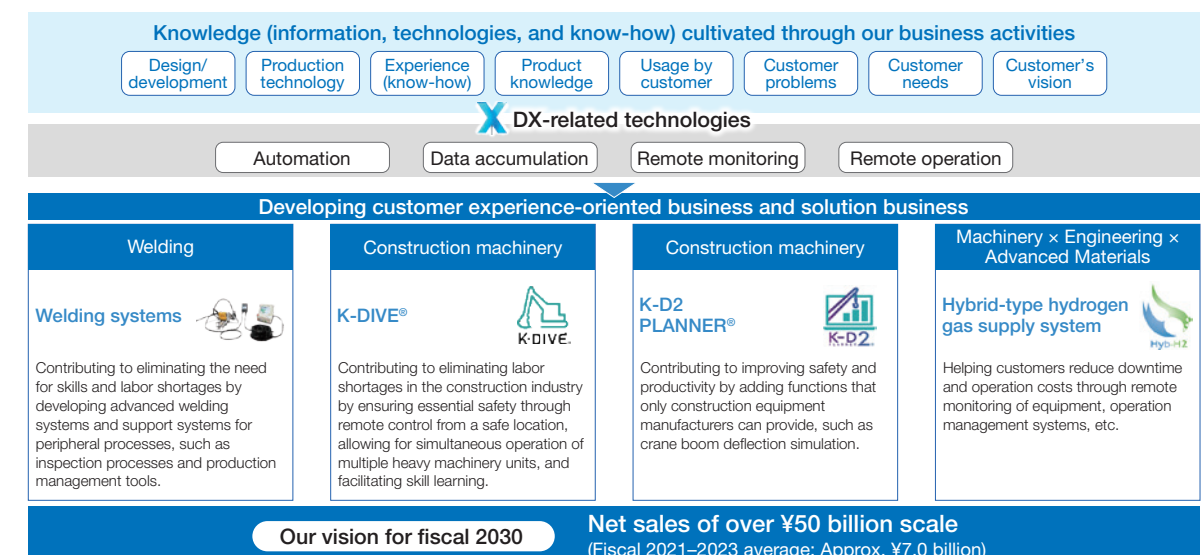 Knowledge (information, technologies, and know-how) cultivated through our business activities
Design/
development
Production
technology
Experience
(know-how)
Product
knowledge
Usage by
customer
Customer
problems
Customer
needs
Customer's
vision
X DX-related technologies
Automation
Data accumulation
Remote monitoring
Remote operation
Developing customer experience-oriented business and solution business
Welding
Welding systems
Contributing to eliminating the need
for skills and labor shortages by
developing advanced welding
systems and support systems for
peripheral processes, such as
inspection processes and production
management tools.
Construction machinery
K-DIVE®
K-DIVE.
Contributing to eliminating labor
shortages in the construction industry
by ensuring essential safety through
remote control from a safe location,
allowing for simultaneous operation of
multiple heavy machinery units, and
facilitating skill learning.
Construction machinery
K-D2
PLANNER®
K-D2
PLANNER
Contributing to improving safety and
productivity by adding functions that
only construction equipment
manufacturers can provide, such as
crane boom deflection simulation.
Machinery × Engineering ×
Advanced Materials
Hybrid-type hydrogen
gas supply system
Hyb-H2
Helping customers reduce downtime
and operation costs through remote
monitoring of equipment, operation
management systems, etc.
Our vision for fiscal 2030
Net sales of over ¥50 billion scale
(Fiscal 2021–2023 average: Approx. ¥7.0 billion)